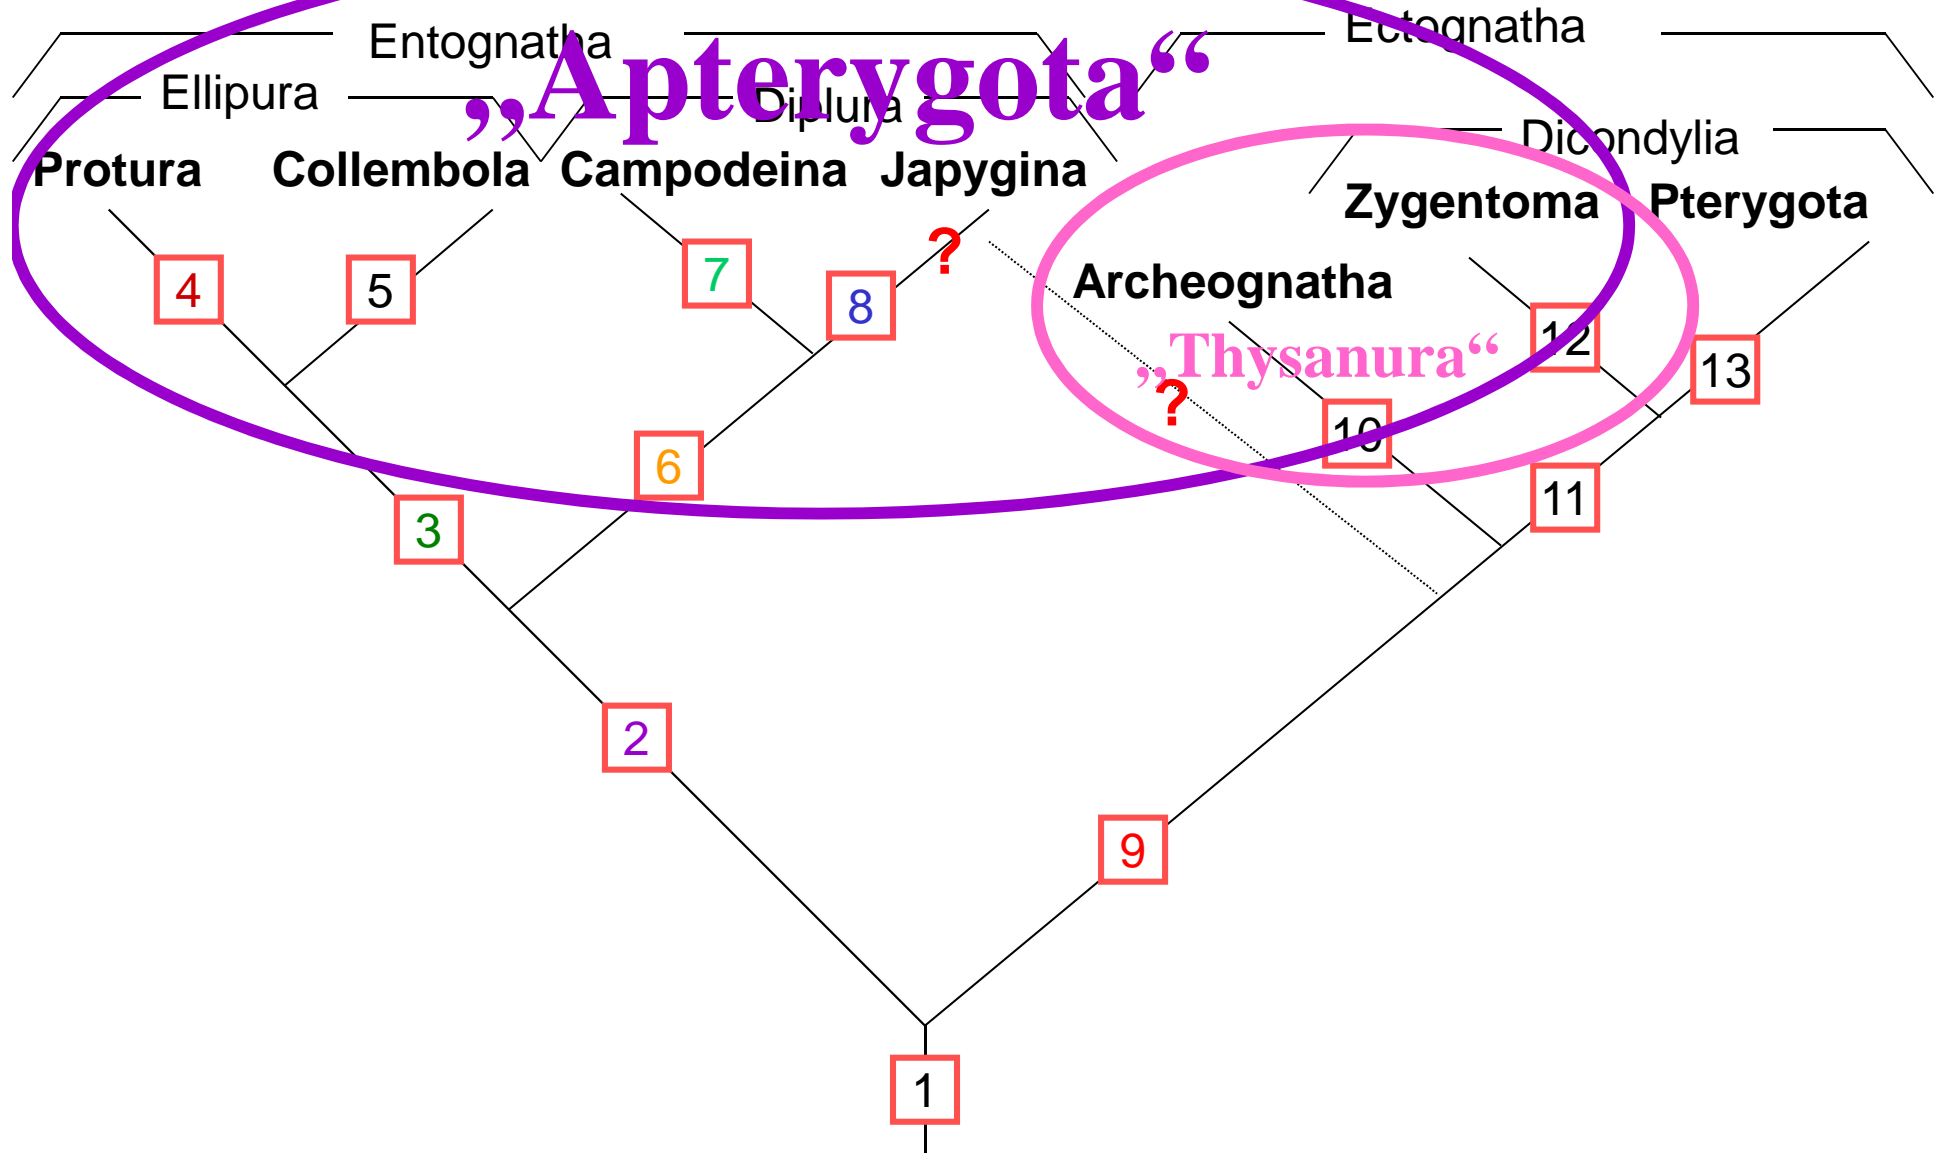 Entognatha
Ectognatha
„Apterygota“
Ellipura
Diplura
Dicondylia
Protura
Collembola
Campodeina
Japygina
Zygentoma
Pterygota
?
Archeognatha
7
4
5
8
12
„Thysanura“
13
?
10
6
11
3
2
9
1